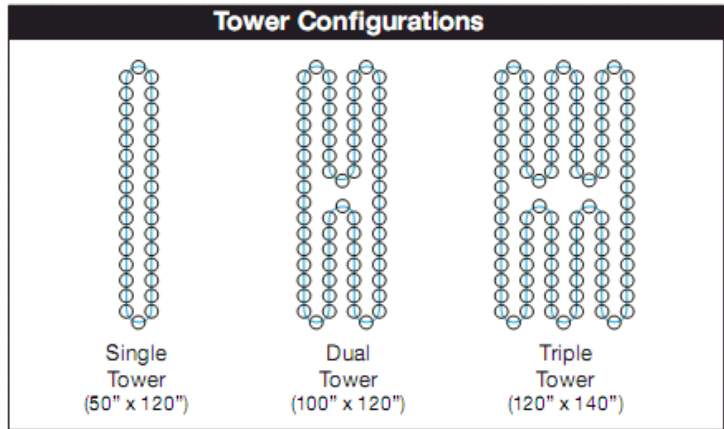 Tower Configurations
Single
Tower
(50” x 120”)
Dual
Tower
(100” x 120”)
Triple
Tower
(120” x 140”)